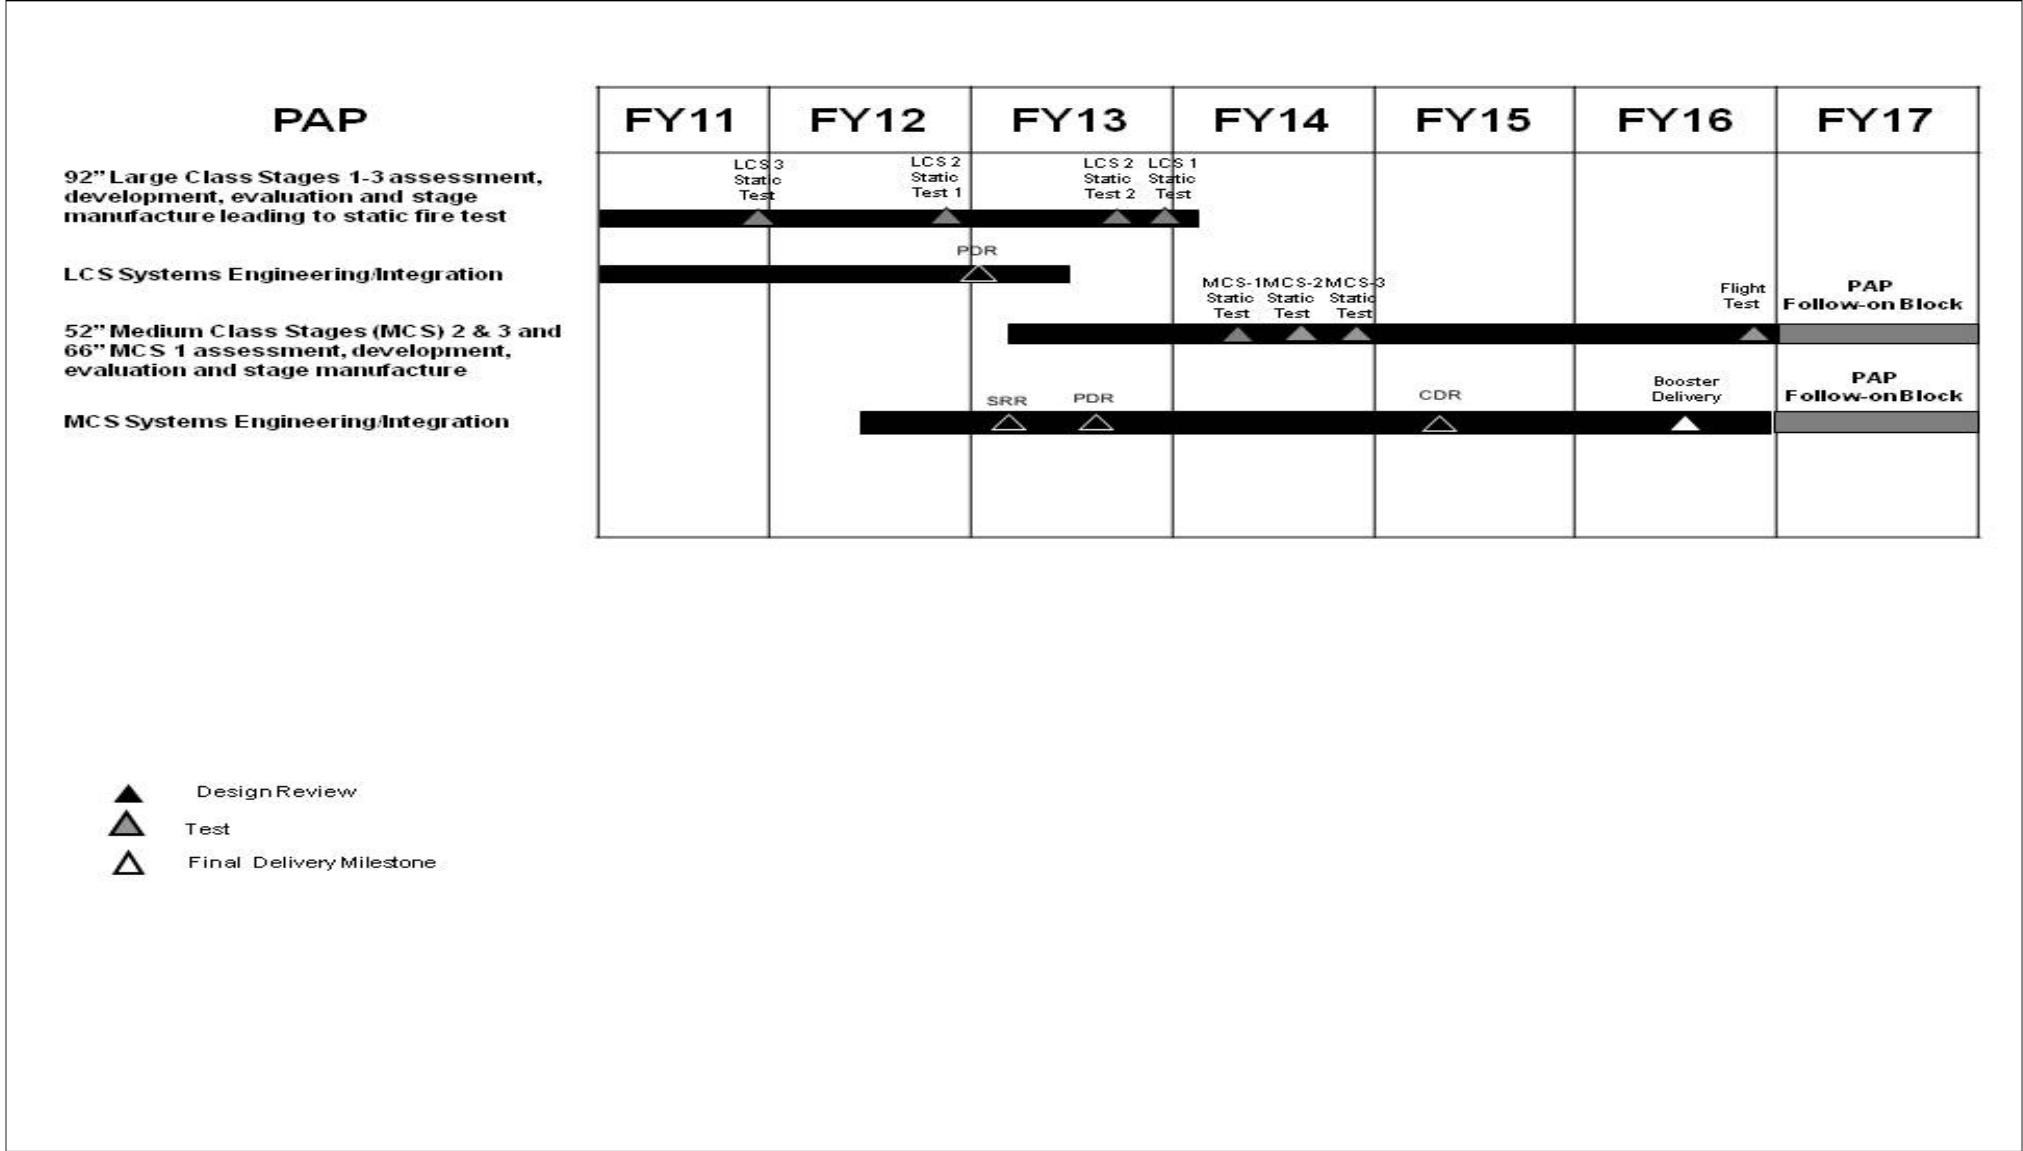 PAP
FY11 FY12 FY13 FY14 FY15 FY16 FY17
92” Large Class Stages 1-3 assessment,
development, evaluation and stage
manufacture leading to static fire test
LCS 3
Static
Test
LCS 2
Static
Test 1
LCS 2
Static
Test 2
LCS 1
Static
Test
LCS Systems Engineering/Integration
PDR
52” Medium Class Stages (MCS) 2 & 3 and
66” MCS 1 assessment, development,
evaluation and stage manufacture
MCS-1
Static
Test
MCS-2
Static
Test
MCS-3
Static
Test
Flight
Test
PAP
Follow-on Block
MCS Systems Engineering/Integration
SRR
PDR
CDR
Booster
Delivery
PAP
Follow-on Block
Design Review
Test
Final Delivery Milestone